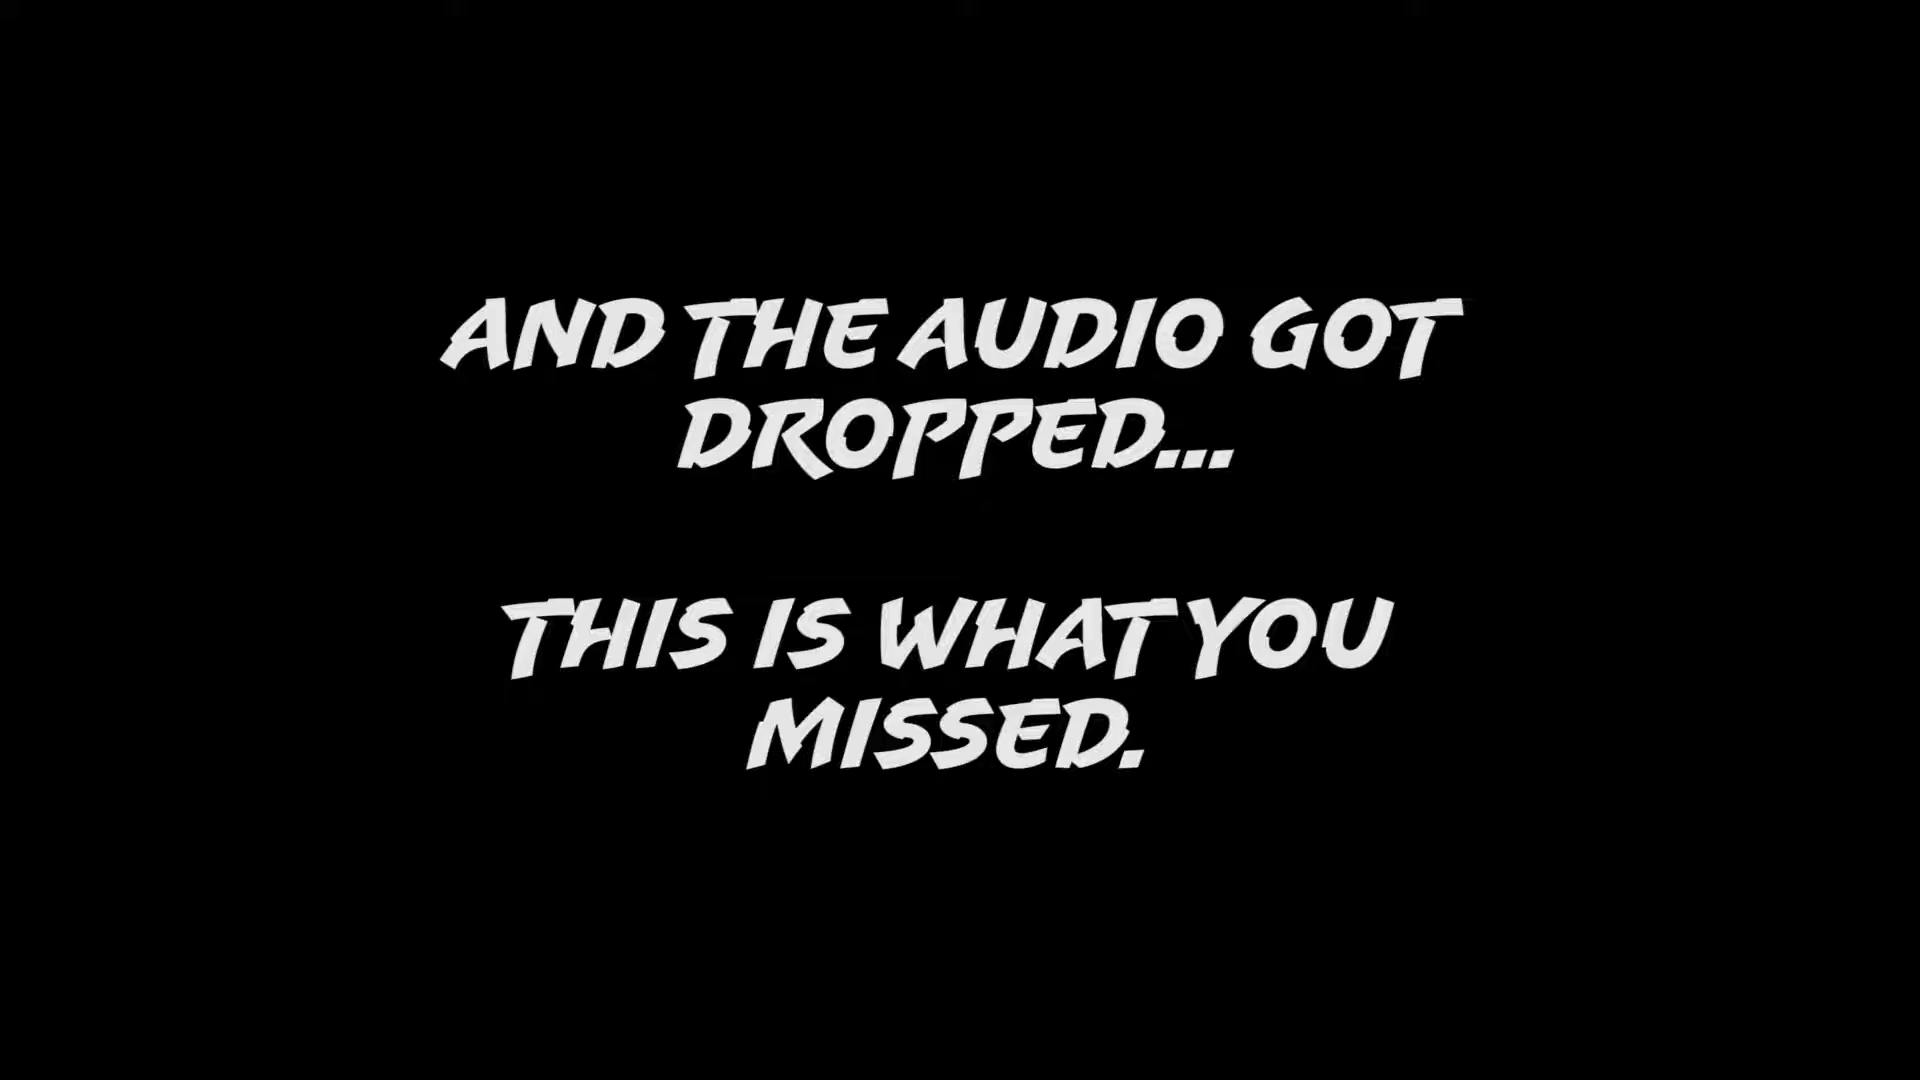 AND THE AUDIO GOT
DROPPED...
THIS IS WHAT YOU
MISSED.